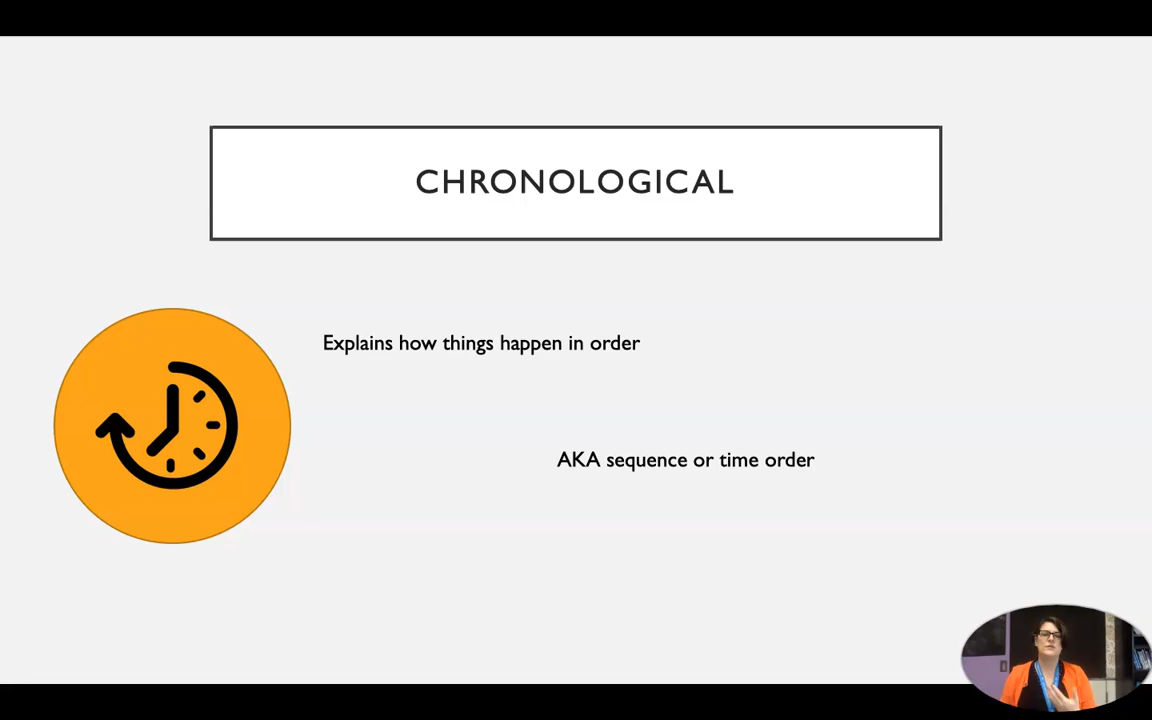 CHRONOLOGICAL
Explains how things happen in order
AKA sequence or time order